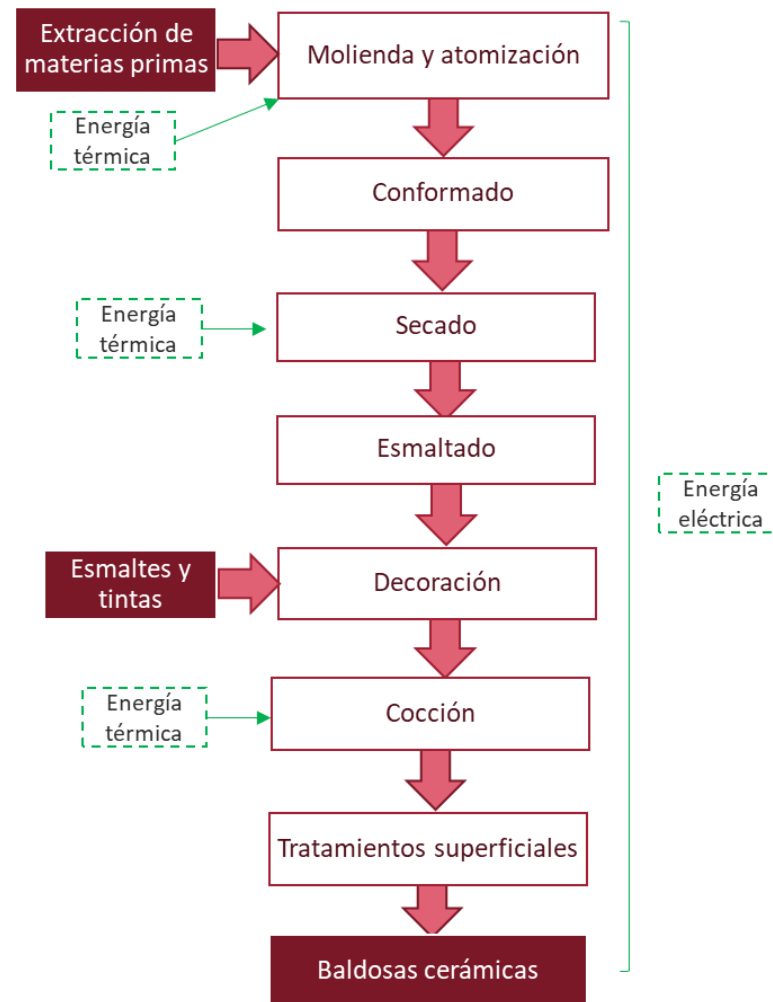 Extracción de
materias primas
Molienda y atomización
Energía
térmica
Conformado
Energía
térmica
Secado
Esmaltado
Energía
eléctrica
Esmaltes y
tintas
Decoración
Energía
térmica
Cocción
Tratamientos superficiales
Baldosas cerámicas